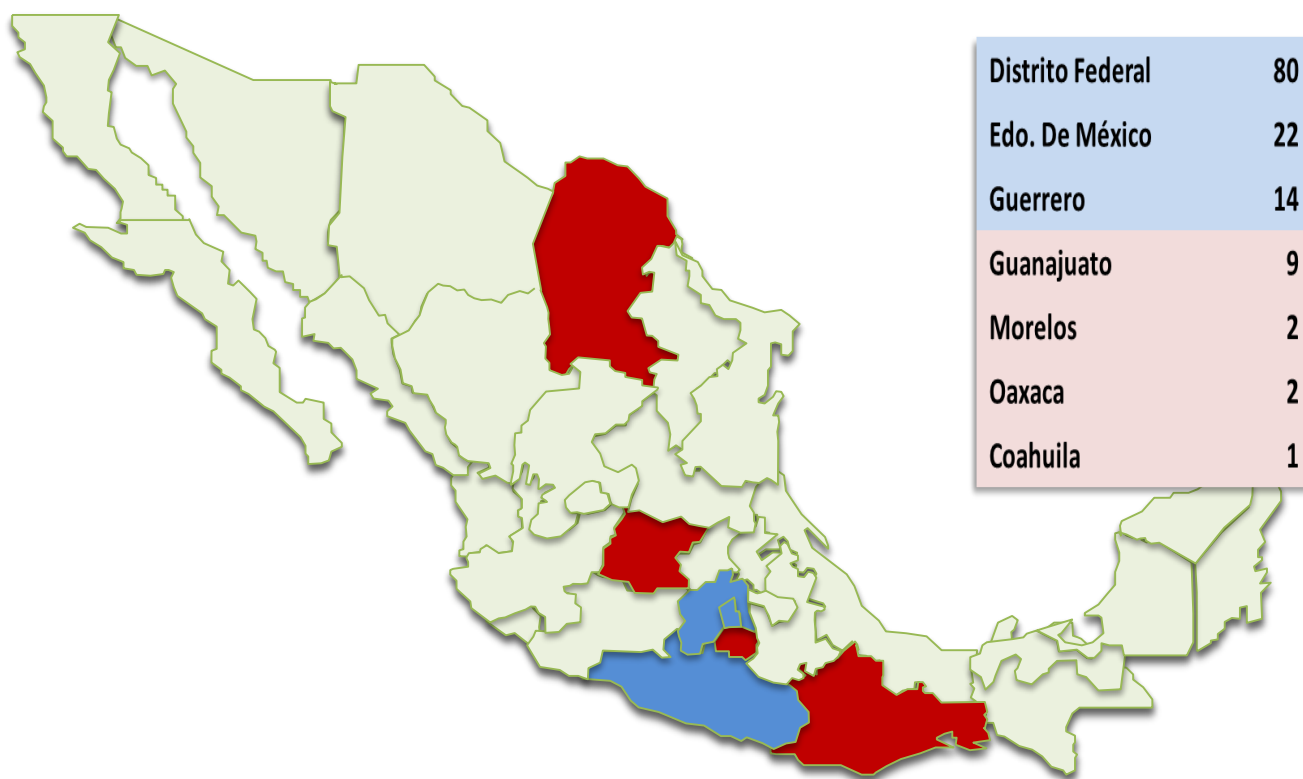 Distrito Federal 80
Edo. De México 22
Guerrero 14
Guanajuato 9
Morelos 2
Oaxaca 2
Coahuila 1